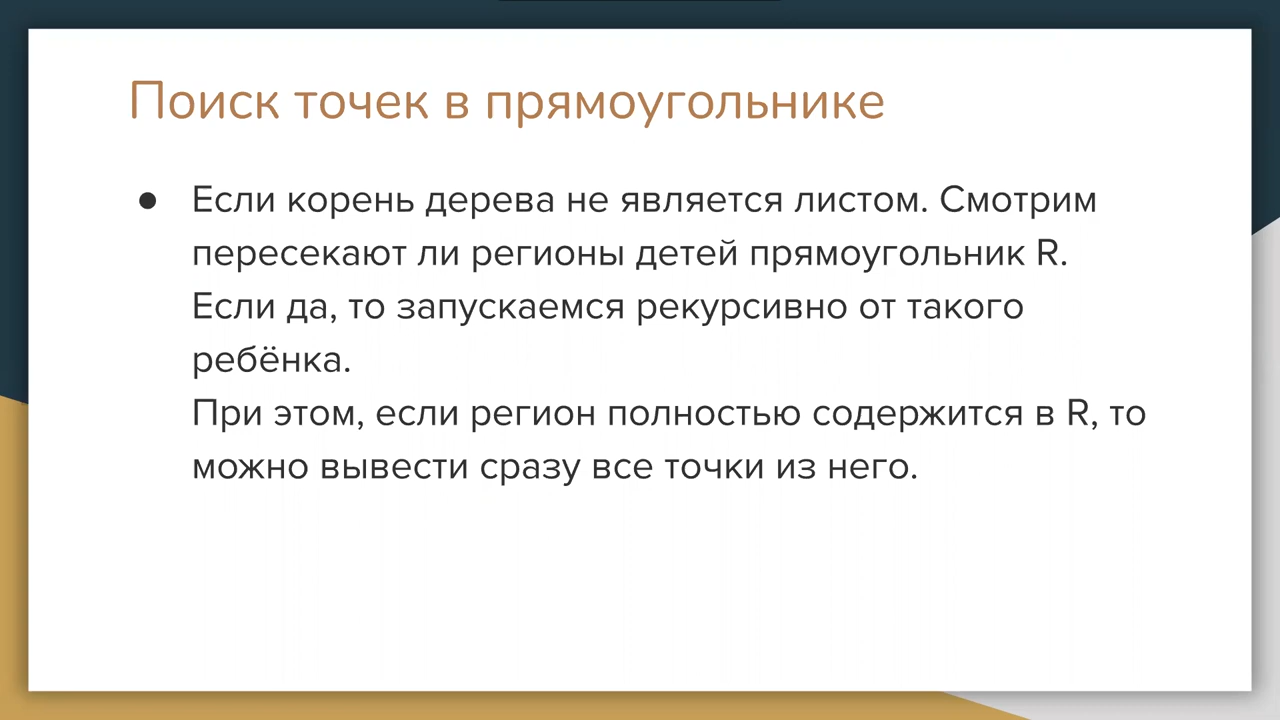 Поиск точек в прямоугольнике
● Если корень дерева не является листом. Смотрим
пересекают ли регионы детей прямоугольник R.
Если да, то запускаемся рекурсивно от такого
ребёнка.
При этом, если регион полностью содержится в R, то
можно вывести сразу все точки из него.